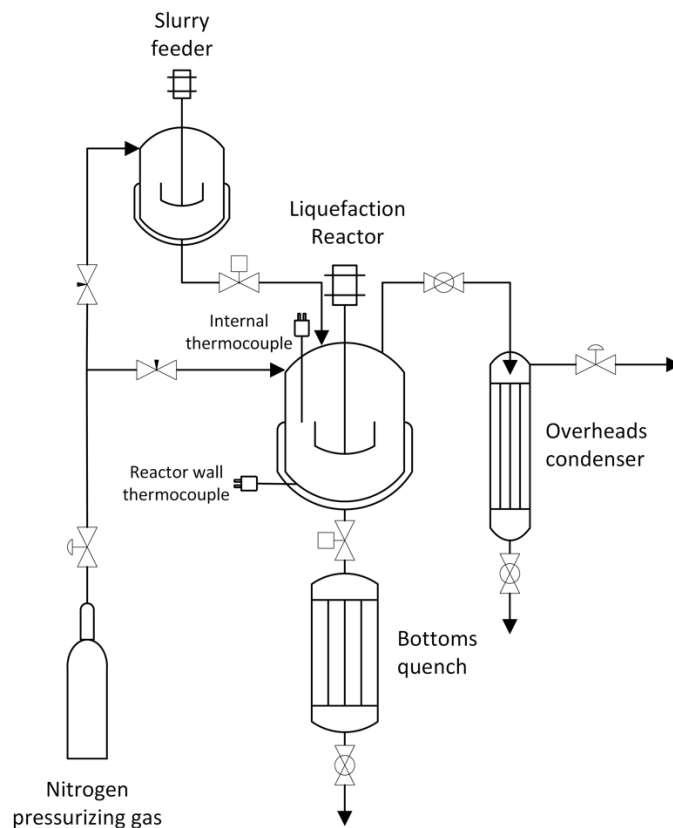 Slurry
feeder
Liquefaction
Reactor
Internal
thermocouple
Reactor wall
thermocouple
Overheads
condenser
Bottoms
quench
Nitrogen
pressurizing gas